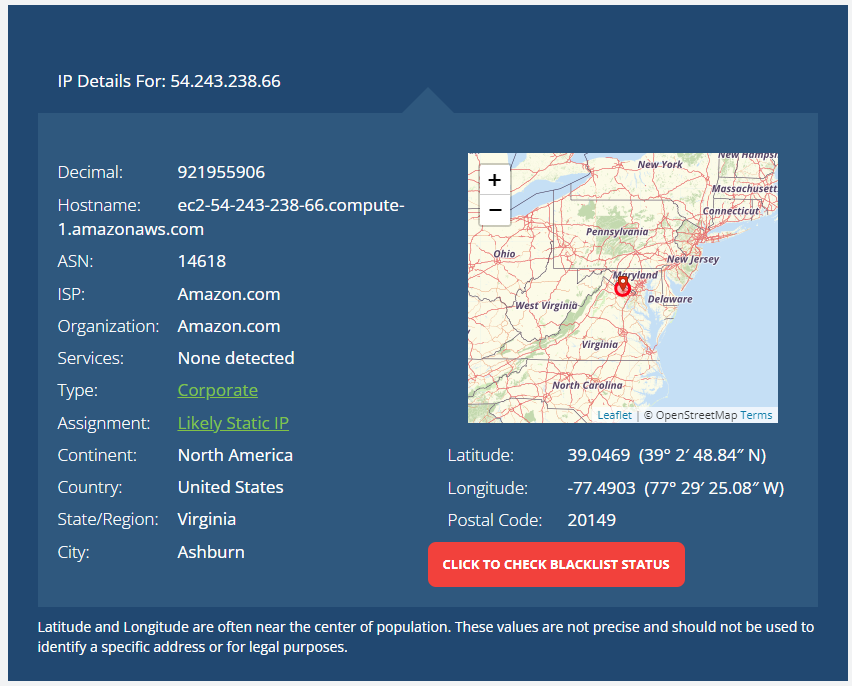 IP Details For: 54.243.238.66
Decimal: 921955906
Hostname: ec2-54-243-238-66.compute-
1.amazonaws.com
ASN: 14618
ISP: Amazon.com
Organization: Amazon.com
Services: None detected
Type: Corporate
Assignment: Likely Static IP
Continent: North America
Country: United States
State/Region: Virginia
City: Ashburn
+
−
New York
New Hampsh
Massachusett
Connecticut
Pennsylvania
Ohio
New Jersey
Maryland
West Virginia
Delaware
Virginia
North Carolina
Leaflet | © OpenStreetMap Terms
Latitude: 39.0469 (39° 2′ 48.84″ N)
Longitude: -77.4903 (77° 29′ 25.08″ W)
Postal Code: 20149
CLICK TO CHECK BLACKLIST STATUS
Latitude and Longitude are often near the center of population. These values are not precise and should not be used to
identify a specific address or for legal purposes.